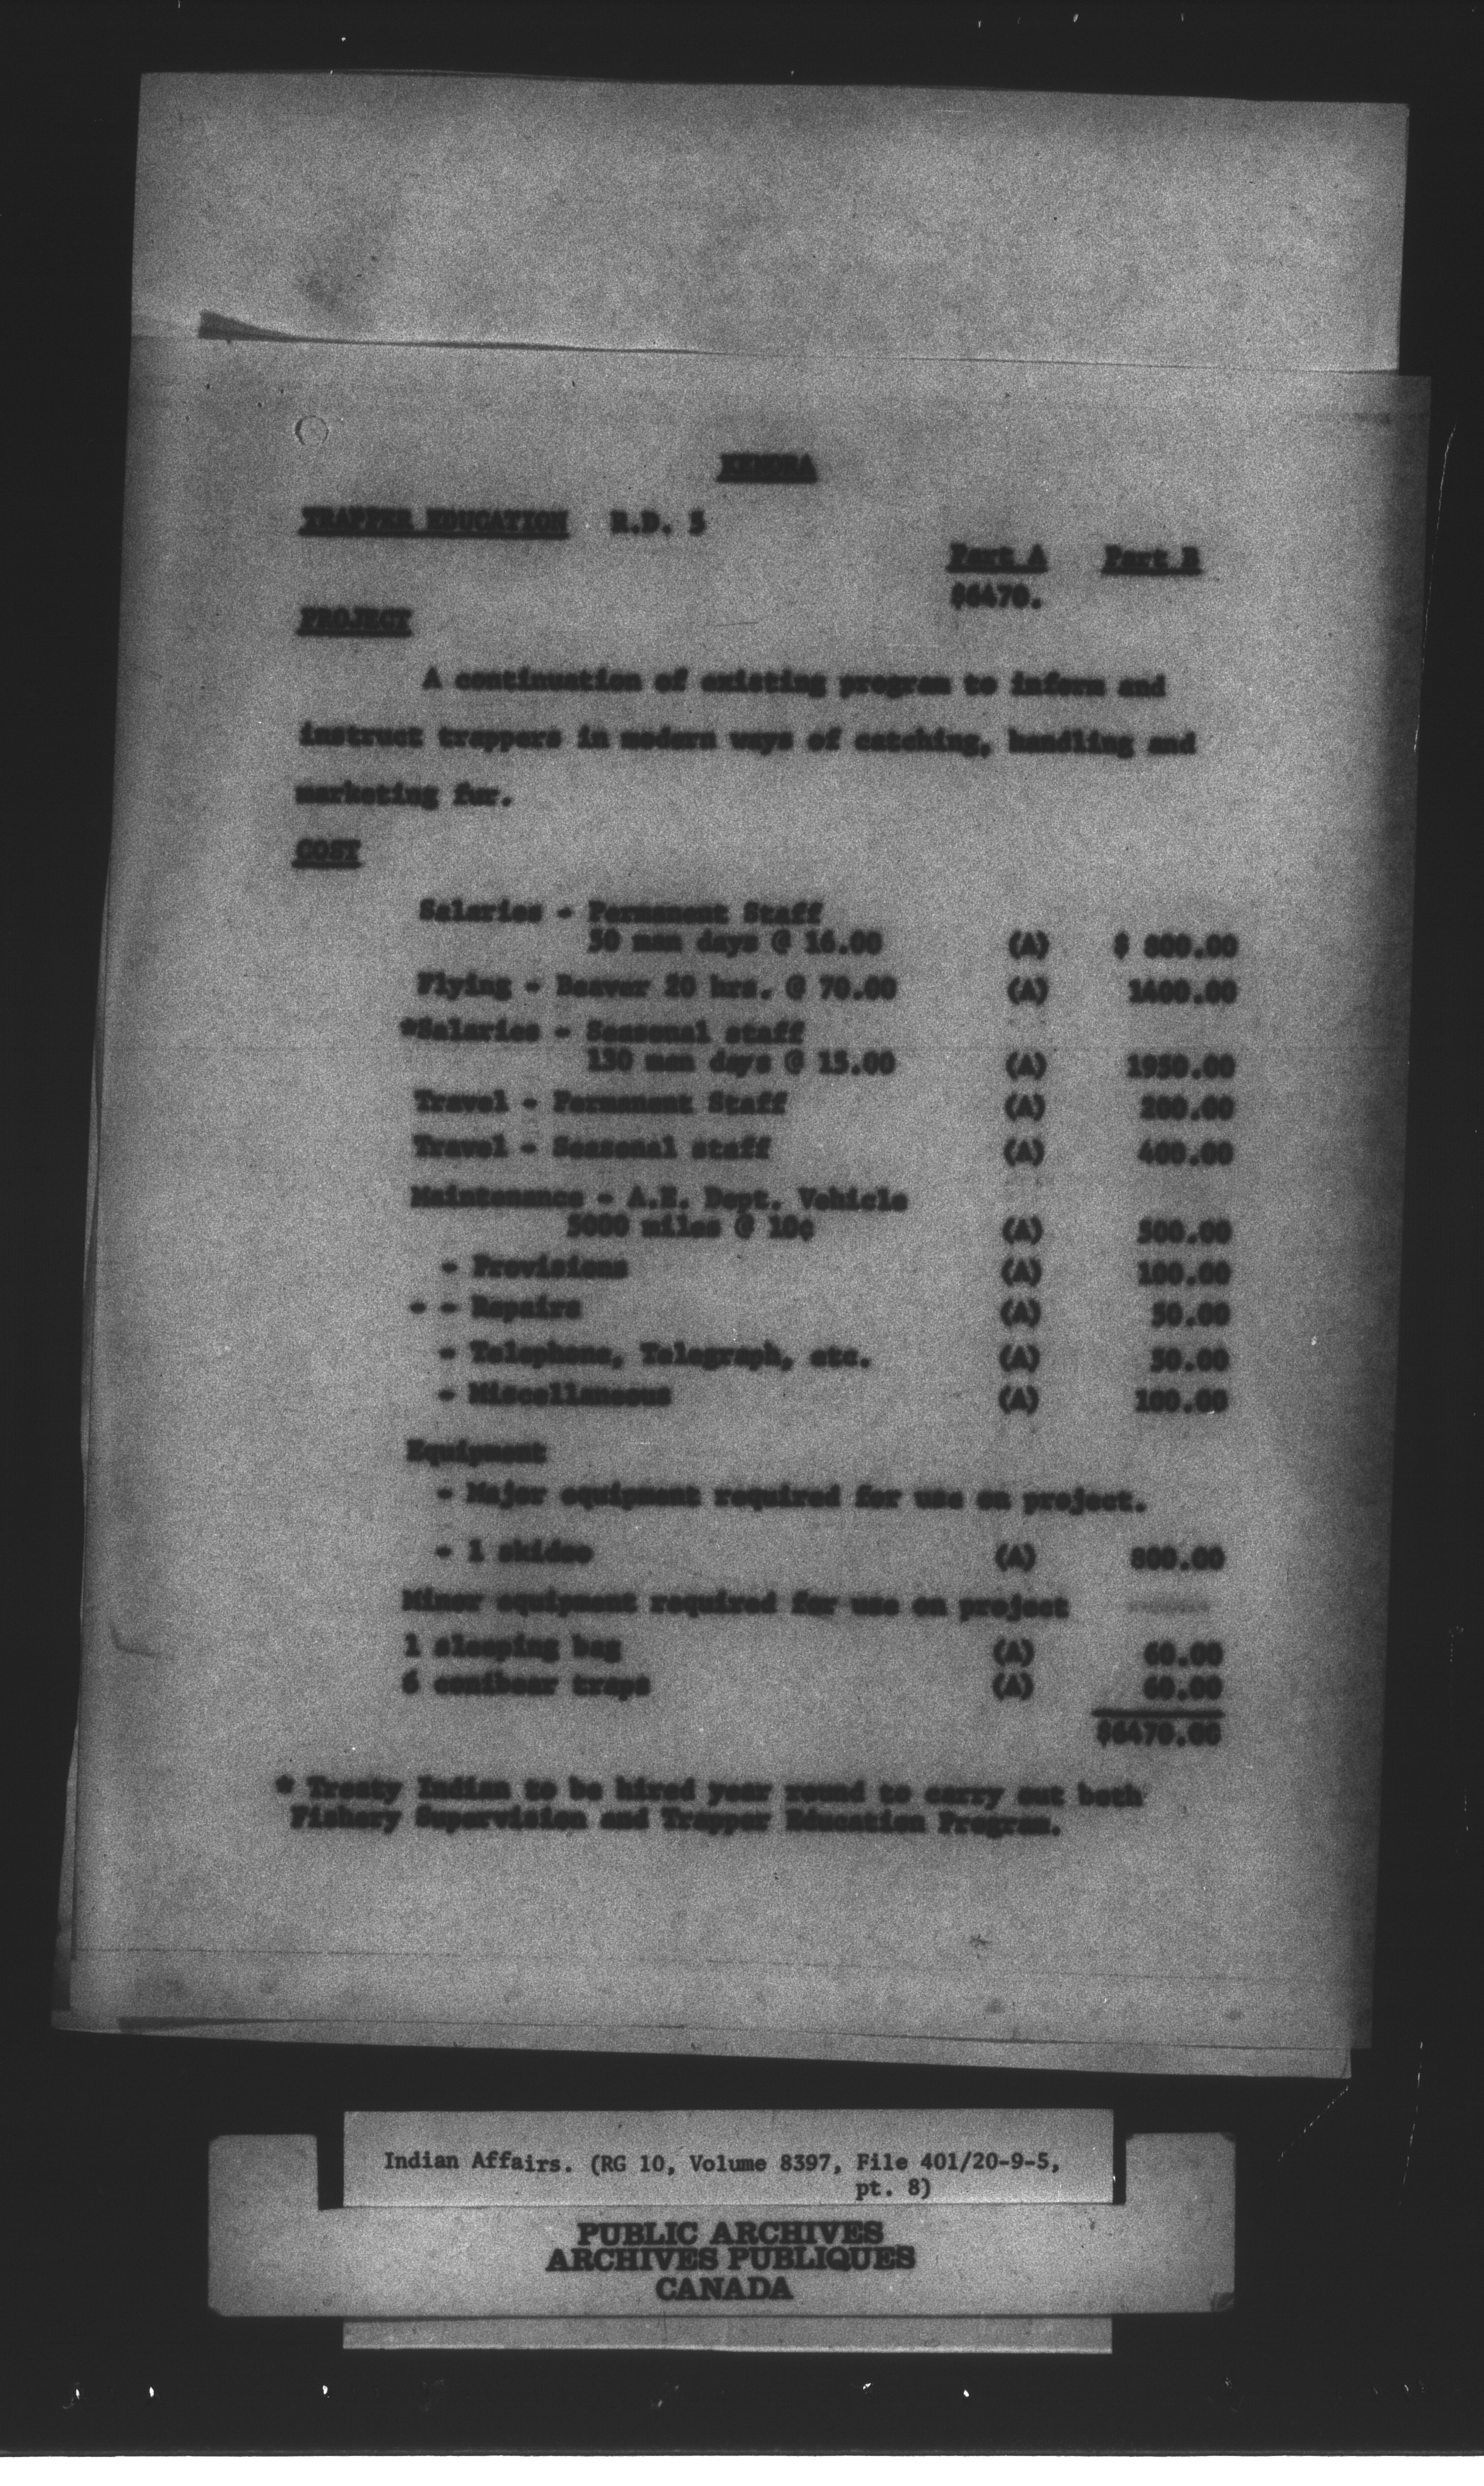 KENORA
TRAPPER EDUCATION R.D. 5
Part A Part B
$6470.
PROJECT
A continuation of existing program to inform and
instruct trappers in modern ways of catching, handling and
marketing fur.
COST
Salaries - Permanent Staff
50 man days @ 16.00 (A) $ 800.00
Flying - Beaver 20 hrs. @ 70.00 (A) 1400.00
*Salaries - Seasonal staff
130 man days @ 15.00 (A) 1950.00
Travel - Permanent Staff (A) 200.00
Travel - Seasonal staff (A) 400.00
Maintenance - A.E. Dept. Vehicle
5000 miles @ 10¢ (A) 500.00
- Provisions (A) 100.00
- - Repairs (A) 50.00
- Telephone, Telegraph, etc. (A) 50.00
- Miscellaneous (A) 100.00
Equipment
- Major equipment required for use on project.
- 1 skidoo (A) 800.00
Minor equipment required for use on project
1 sleeping bag (A) 60.00
6 conibear traps (A) 60.00
$6470.00
* Treaty Indian to be hired year round to carry out both
Fishery Supervision and Trapper Education Program.
Indian Affairs. (RG 10, Volume 8397, File 401/20-9-5,
pt. 8)
PUBLIC ARCHIVES
ARCHIVES PUBLIQUES
CANADA